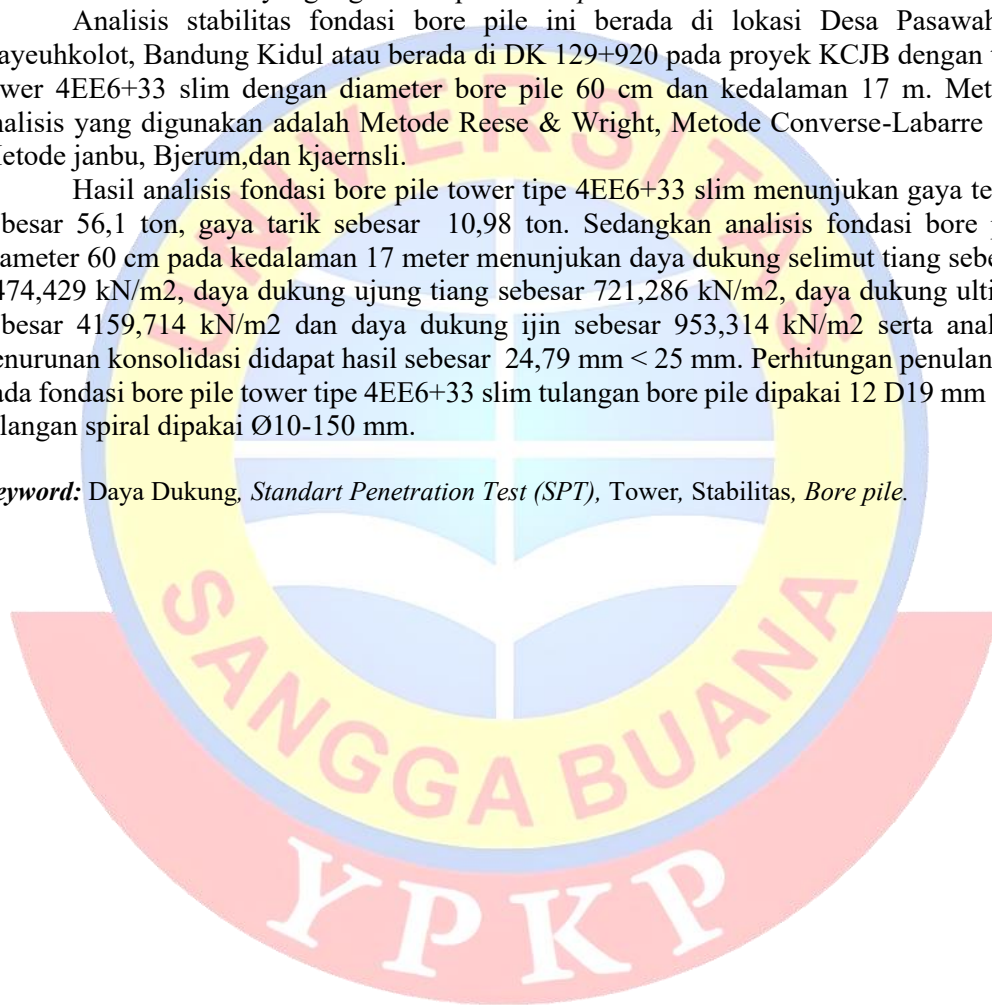 Analisis stabilitas fondasi bore pile ini berada di lokasi Desa Pasawah
ayeuhkolot, Bandung Kidul atau berada di DK 129+920 pada proyek KCJB dengan
wer 4EE6+33 slim dengan diameter bore pile 60 cm dan kedalaman 17 m. Met
nalisis yang digunakan adalah Metode Reese & Wright, Metode Converse-Labarre
etode janbu, Bjerum,dan kjaernsli.
Hasil analisis fondasi bore pile tower tipe 4EE6+33 slim menunjukan gaya te
besar 56,1 ton, gaya tarik sebesar 10,98 ton. Sedangkan analisis fondasi bore
ameter 60 cm pada kedalaman 17 meter menunjukan daya dukung selimut tiang sebe
474,429 kN/m2, daya dukung ujung tiang sebesar 721,286 kN/m2, daya dukung ulti
besar 4159,714 kN/m2 dan daya dukung ijin sebesar 953,314 kN/m2 serta anal
enurunan konsolidasi didapat hasil sebesar 24,79 mm < 25 mm. Perhitungan penulan
ada fondasi bore pile tower tipe 4EE6+33 slim tulangan bore pile dipakai 12 D19 mm
langan spiral dipakai Ø10-150 mm.
eyword: Daya Dukung, Standart Penetration Test (SPT), Tower, Stabilitas, Bore pile.
UNIVERSITAS
SANGGA BUANA
YPKP